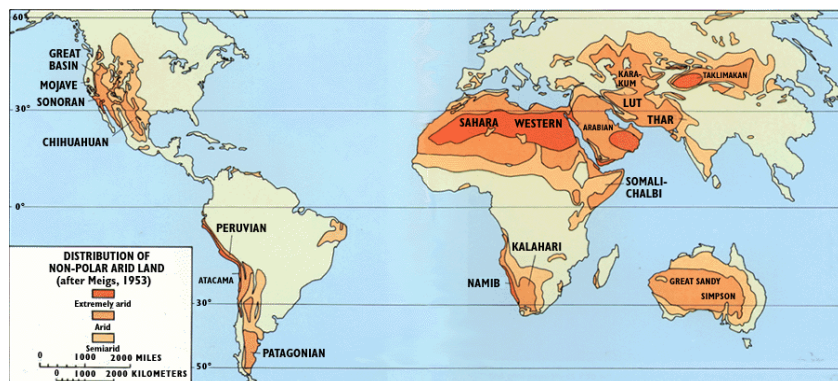 60°
GREAT
BASIN
MOJAVE
SONORAN
30°
CHIHUAHUAN
KARA-
KUM
TAKLIMAKAN
LUT
THAR
SAHARA
WESTERN
ARABIAN
SOMALI-
CHALBI
0°
PERUVIAN
KALAHARI
NAMIB
GREAT SANDY
SIMPSON
ATACAMA
30°
PATAGONIAN
50°
DISTRIBUTION OF
NON-POLAR ARID LAND
(after Meigs, 1953)
Extremely arid
Arid
Semiarid
0 1000 2000 MILES
0 1000 2000 KILOMETERS